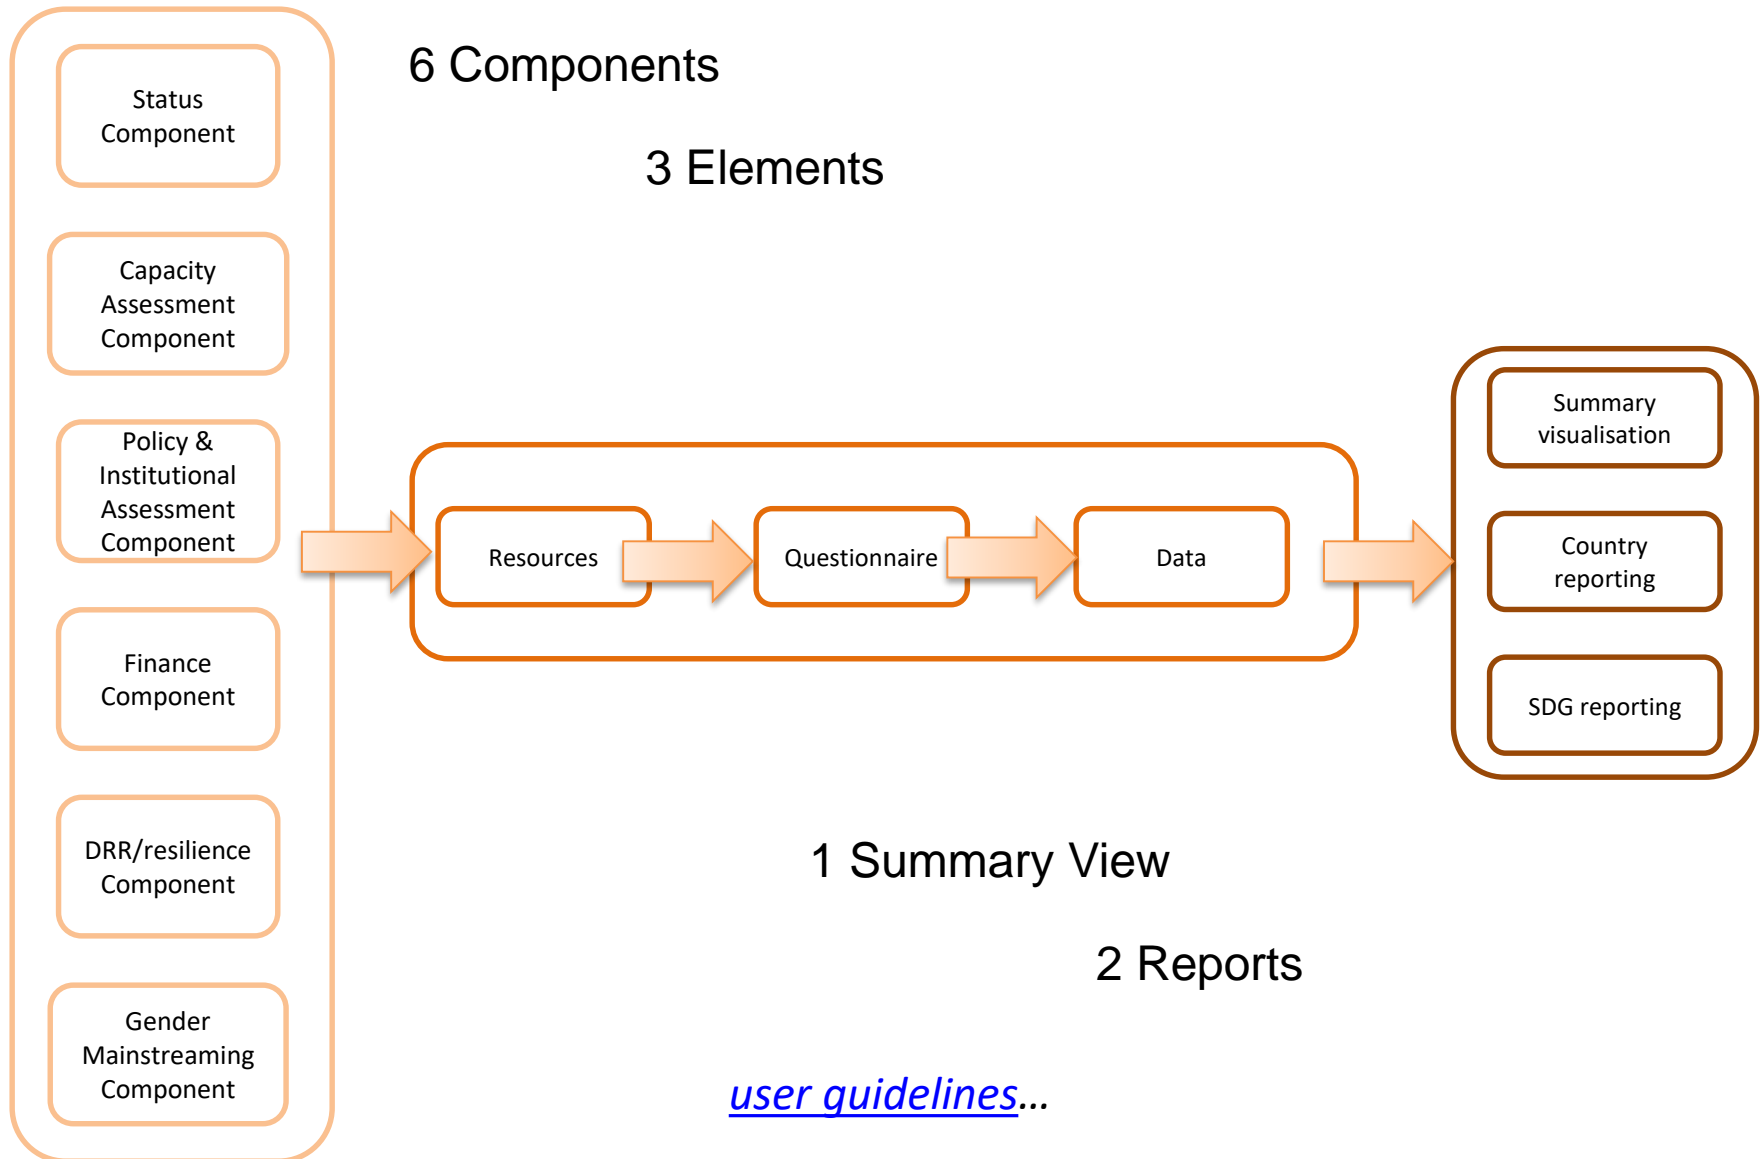 6 Components
3 Elements
Status
Component
Capacity
Assessment
Component
Policy &
Institutional
Assessment
Component
Finance
Component
DRR/resilience
Component
Gender
Mainstreaming
Component
Resources
Questionnaire
Data
Summary
visualisation
Country
reporting
SDG reporting
1 Summary View
2 Reports
user guidelines...